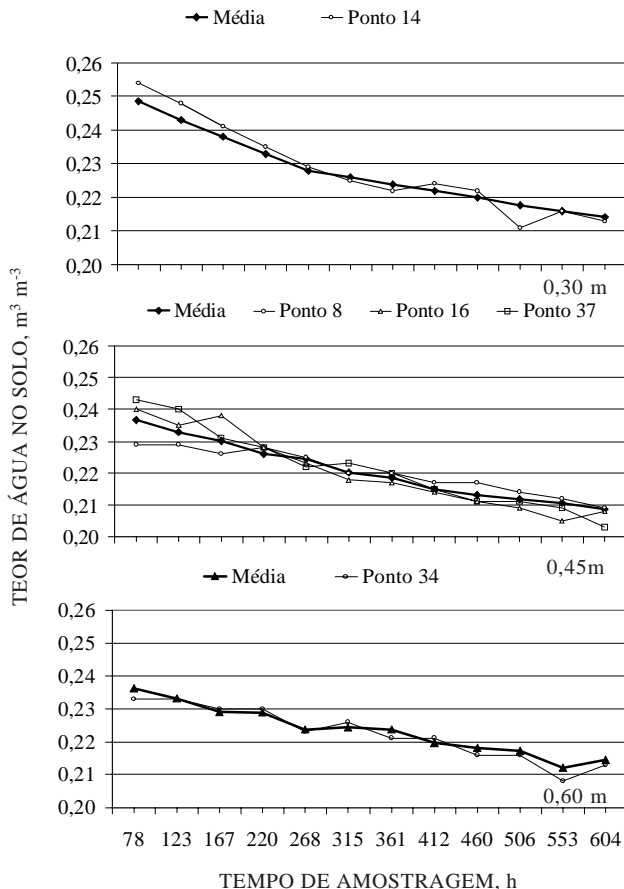 Média Ponto 14
0,26
0,25
0,24
0,23
0,22
0,21
0,20
0,30 m
Média Ponto 8 Ponto 16 Ponto 37
0,26
0,25
0,24
0,23
0,22
0,21
0,20
0,45m
Média Ponto 34
0,26
0,25
0,24
0,23
0,22
0,21
0,20
0,60 m
78 123 167 220 268 315 361 412 460 506 553 604
TEMPO DE AMOSTRAGEM, h
TEOR DE ÁGUA NO SOLO, m³ m⁻³